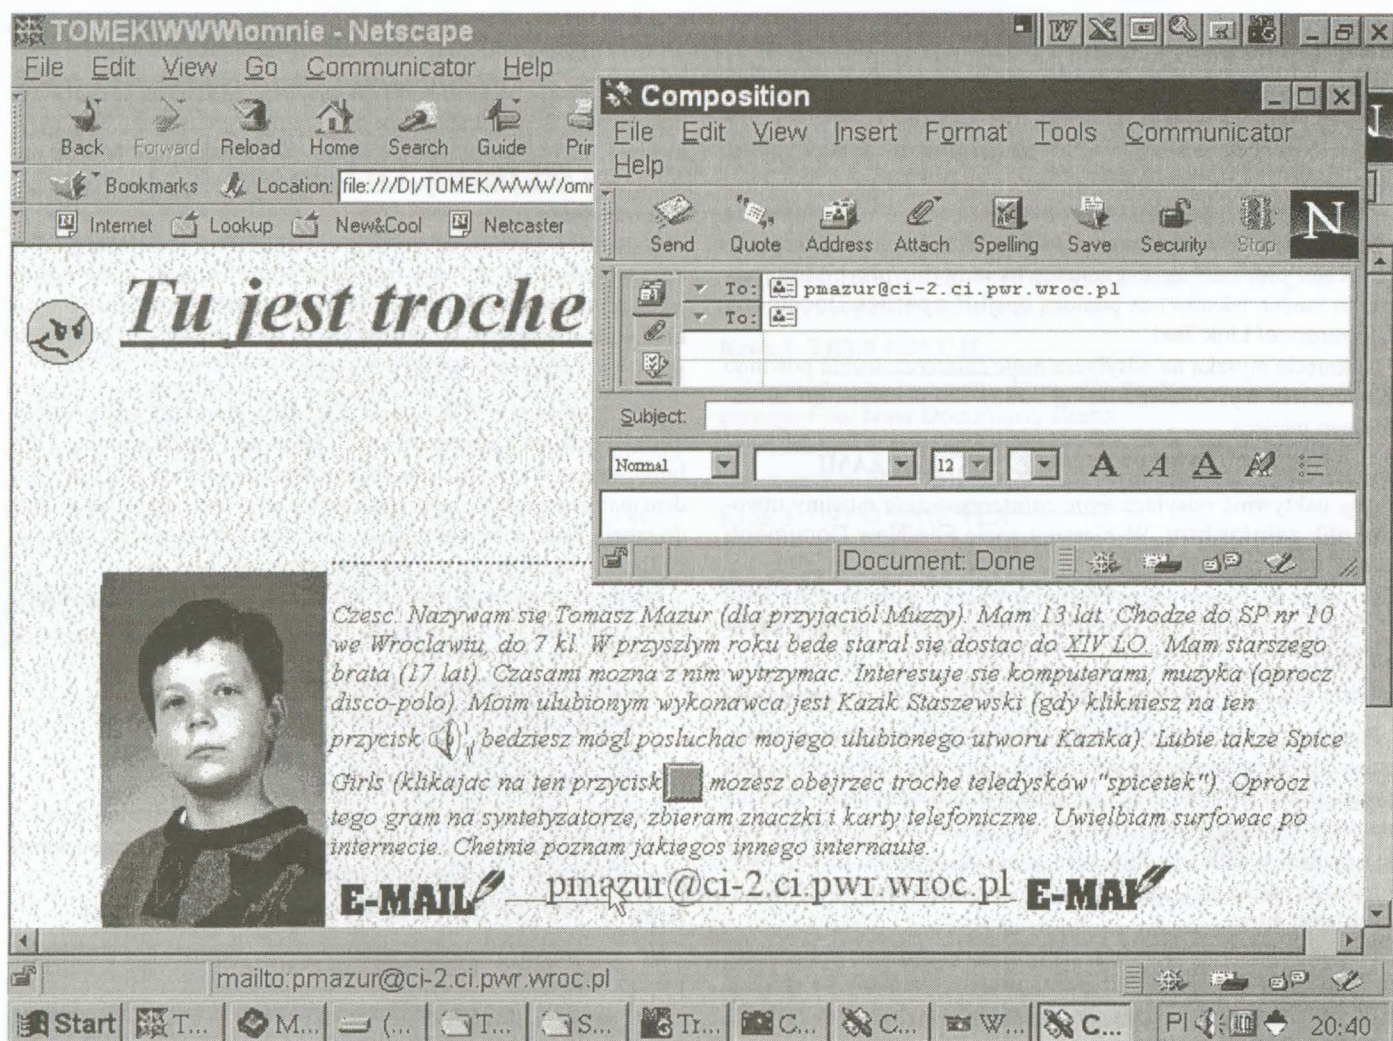 TOMEK\WWW\omnie - Netscape
File Edit View Go Communicator Help
Back Forward Reload Home Search Guide Prin
Bookmarks Location: file:///D|/TOMEK/WWW/omn
Internet Lookup New&Cool Netcaster
Composition
File Edit View Insert Format Tools Communicator
Help
Send Quote Address Attach Spelling Save Security Stop
N
To: pmazur@ci-2.ci.pwr.wroc.pl
To:
Subject:
Normal 12 A A A
Document: Done
Tu jest troche
Czesc. Nazywam sie Tomasz Mazur (dla przyjaciól Muzzy). Mam 13 lat. Chodze do SP nr 10
we Wroclawiu, do 7 kl. W przyszlym roku bede staral sie dostac do XIV LO. Mam starszego
brata (17 lat). Czasami mozna z nim wytrzymac. Interesuje sie komputerami, muzyka (oprocz
disco-polo). Moim ulubionym wykonawca jest Kazik Staszewski (gdy klikniesz na ten
przycisk bedziesz mógl posluchac mojego ulubionego utworu Kazika). Lubie takze Spice
Girls (klikajac na ten przycisk mozesz obejrzec troche teledysków "spicetek"). Oprócz
tego gram na syntetyzatorze, zbieram znaczki i karty telefoniczne. Uwielbiam surfowac po
internecie. Chetnie poznam jakiegos innego internaute.
E-MAIL pmazur@ci-2.ci.pwr.wroc.pl E-MAI
mailto:pmazur@ci-2.ci.pwr.wroc.pl
Start T... M... (... T... S... Tr... C... C... W... C... Pl 20:40